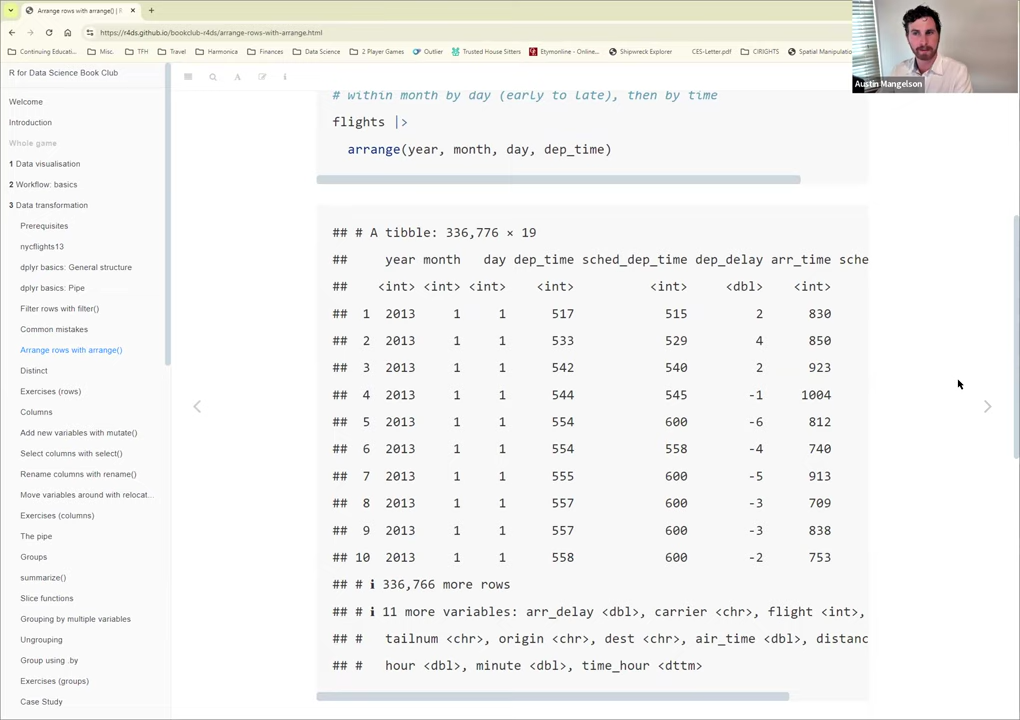 Arrange rows with arrange() | R
https://r4ds.github.io/bookclub-r4ds/arrange-rows-with-arrange.html
Continuing Educati...
Misc.
TFH
Travel
Harmonica
Finances
Data Science
2 Player Games
Outlier
Trusted House Sitters
Etymonline - Online...
Shipwreck Explorer
CES-Letter.pdf
CIRIGHTS
Spatial Manipulatio
Austin Mangelson
R for Data Science Book Club
Welcome
Introduction
Whole game
1 Data visualisation
2 Workflow: basics
3 Data transformation
Prerequisites
nycflights13
dplyr basics: General structure
dplyr basics: Pipe
Filter rows with filter()
Common mistakes
Arrange rows with arrange()
Distinct
Exercises (rows)
Columns
Add new variables with mutate()
Select columns with select()
Rename columns with rename()
Move variables around with relocat...
Exercises (columns)
The pipe
Groups
summarize()
Slice functions
Grouping by multiple variables
Ungrouping
Group using .by
Exercises (groups)
Case Study
# within month by day (early to late), then by time
flights |>
arrange(year, month, day, dep_time)
## # A tibble: 336,776 × 19
## year month day dep_time sched_dep_time dep_delay arr_time sche
## <int> <int> <int> <int> <int> <dbl> <int>
## 1 2013 1 1 517 515 2 830
## 2 2013 1 1 533 529 4 850
## 3 2013 1 1 542 540 2 923
## 4 2013 1 1 544 545 -1 1004
## 5 2013 1 1 554 600 -6 812
## 6 2013 1 1 554 558 -4 740
## 7 2013 1 1 555 600 -5 913
## 8 2013 1 1 557 600 -3 709
## 9 2013 1 1 557 600 -3 838
## 10 2013 1 1 558 600 -2 753
## # ℹ 336,766 more rows
## # ℹ 11 more variables: arr_delay <dbl>, carrier <chr>, flight <int>,
## # tailnum <chr>, origin <chr>, dest <chr>, air_time <dbl>, distanc
## # hour <dbl>, minute <dbl>, time_hour <dttm>